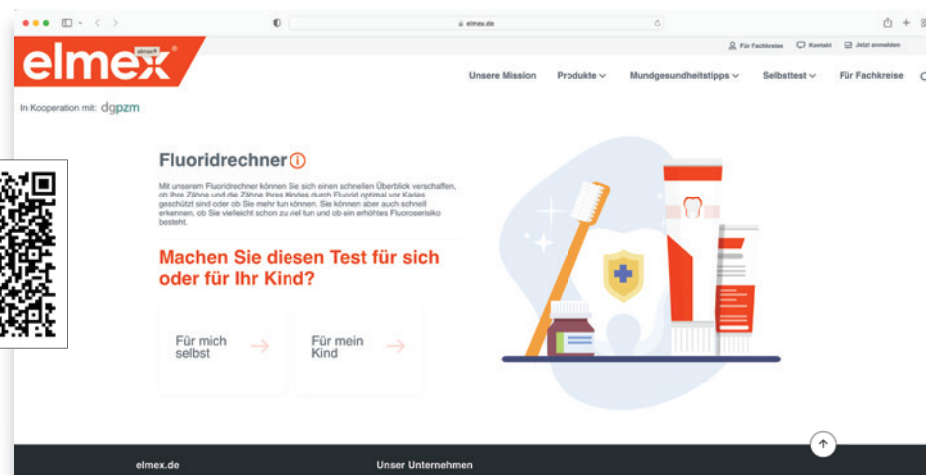 elmex.de
Für Fachkreise Kontakt Jetzt anmelden
elmex®
elmex®
Unsere Mission Produkte Mundgesundheitstipps Selbsttest Für Fachkreise
In Kooperation mit: dgpzm
Fluoridrechner
Mit unserem Fluoridrechner können Sie sich einen schnellen Überblick verschaffen,
ob Ihre Zähne und die Zähne Ihres Kindes durch Fluorid optimal vor Karies
geschützt sind oder ob Sie mehr tun können. Sie können aber auch schnell
erkennen, ob Sie vielleicht schon zu viel tun und ob ein erhöhtes Fluoroserisiko
besteht.
Machen Sie diesen Test für sich
oder für Ihr Kind?
Für mich
selbst
Für mein
Kind
elmex.de Unser Unternehmen